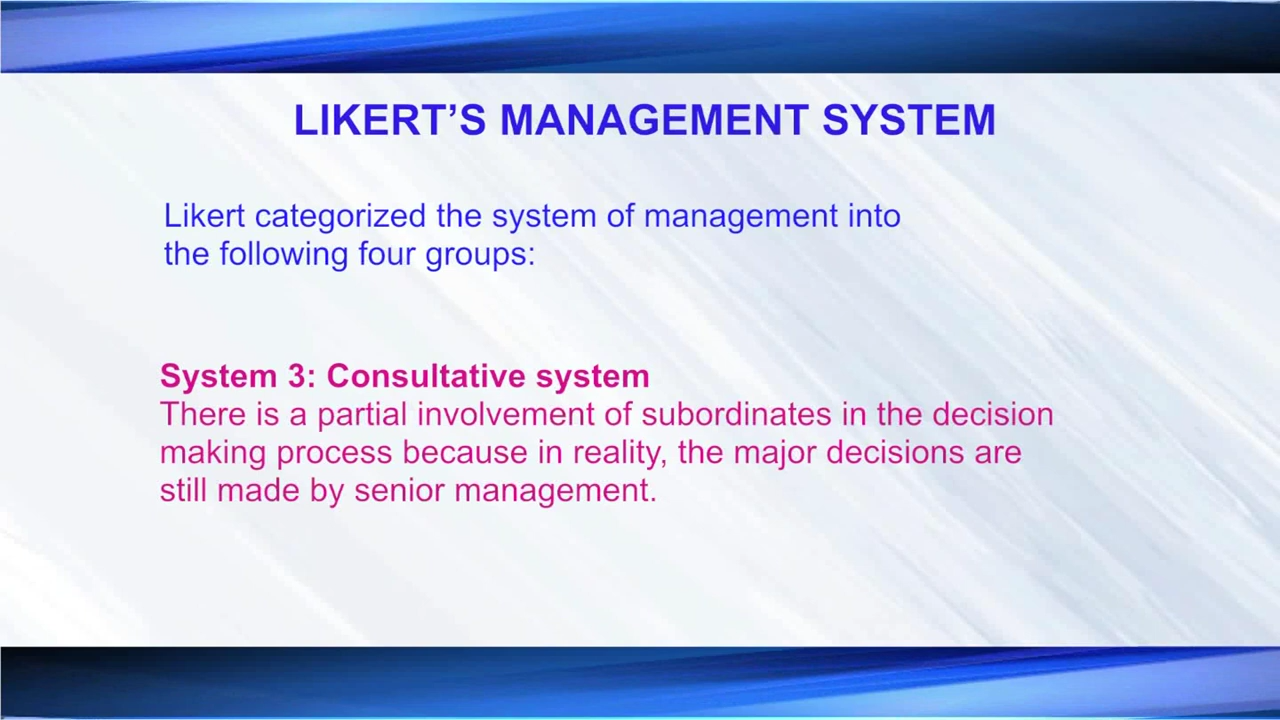 LIKERT’S MANAGEMENT SYSTEM
Likert categorized the system of management into
the following four groups:
System 3: Consultative system
There is a partial involvement of subordinates in the decision
making process because in reality, the major decisions are
still made by senior management.